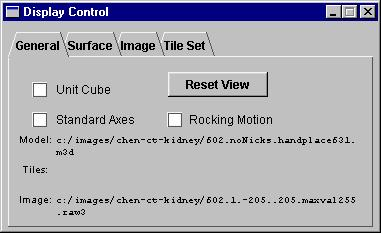 Display Control
General Surface Image Tile Set
Unit Cube Reset View
Standard Axes Rocking Motion
Model: c:/images/chen-ct-kidney/602.noNicks.handplace631.
m3d
Tiles:
Image: c:/images/chen-ct-kidney/602.1.-205..205.maxval255
.raw3